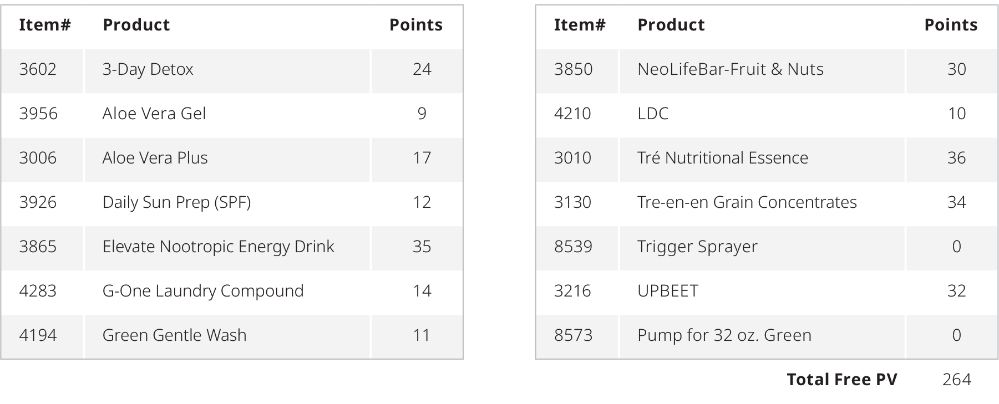 Item# Product Points
3602 3-Day Detox 24
3956 Aloe Vera Gel 9
3006 Aloe Vera Plus 17
3926 Daily Sun Prep (SPF) 12
3865 Elevate Nootropic Energy Drink 35
4283 G-One Laundry Compound 14
4194 Green Gentle Wash 11
Item# Product Points
3850 NeoLifeBar-Fruit & Nuts 30
4210 LDC 10
3010 Tré Nutritional Essence 36
3130 Tre-en-en Grain Concentrates 34
8539 Trigger Sprayer 0
3216 UPBEET 32
8573 Pump for 32 oz. Green 0
Total Free PV 264